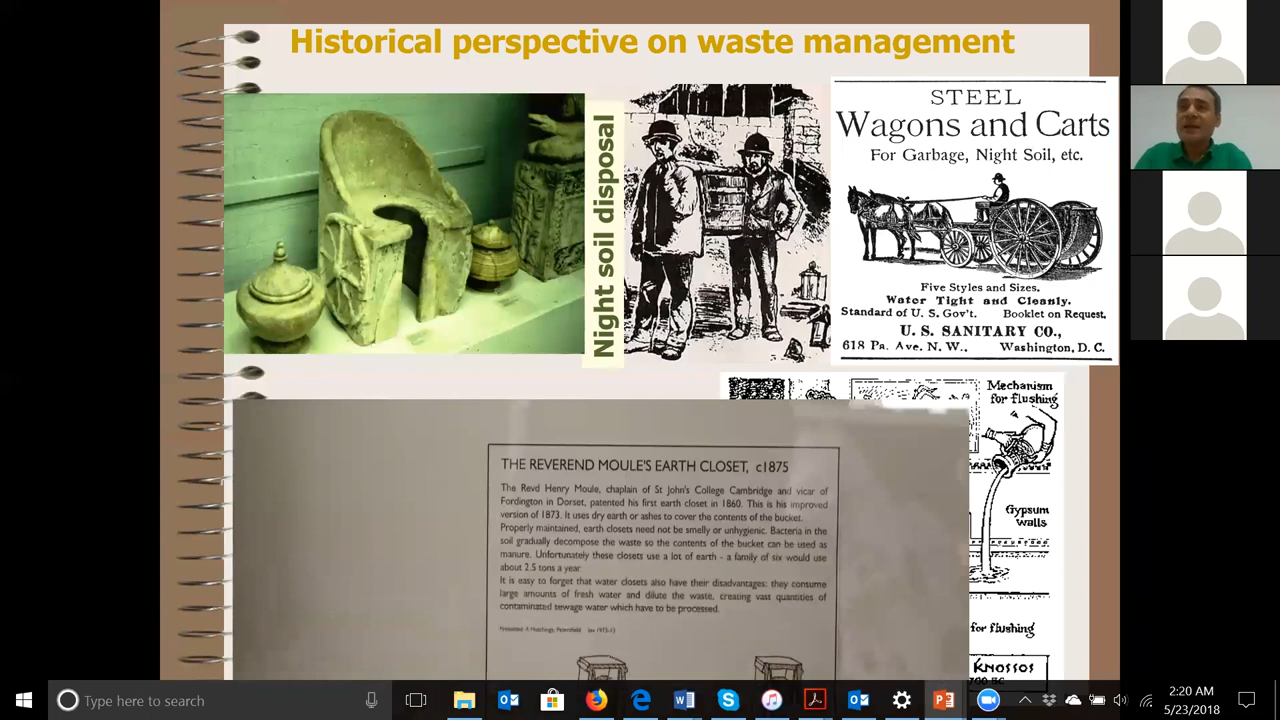 Historical perspective on waste management
Night soil disposal
STEEL
Wagons and Carts
For Garbage, Night Soil, etc.
Five Styles and Sizes.
Water Tight and Cleanly.
Standard of U. S. Gov't. Booklet on Request.
U. S. SANITARY CO.,
618 Pa. Ave. N. W., Washington, D. C.
Mechanism
for flushing
Gypsum
walls
for flushing
KNOSSOS
THE REVEREND MOULE'S EARTH CLOSET, c1875
The Revd Henry Moule, chaplain of St John's College Cambridge and vicar of
Fordington in Dorset, patented his first earth closet in 1860. This is his improved
version of 1873. It uses dry earth or ashes to cover the contents of the bucket.
Properly maintained, earth closets need not be smelly or unhygienic. Bacteria in the
soil gradually decompose the waste so the contents of the bucket can be used as
manure. Unfortunately these closets use a lot of earth - a family of six would use
about 2.5 tons a year.
It is easy to forget that water closets also have their disadvantages: they consume
large amounts of fresh water and dilute the waste, creating vast quantities of
contaminated sewage water which have to be processed.
Type here to search
2:20 AM
5/23/2018